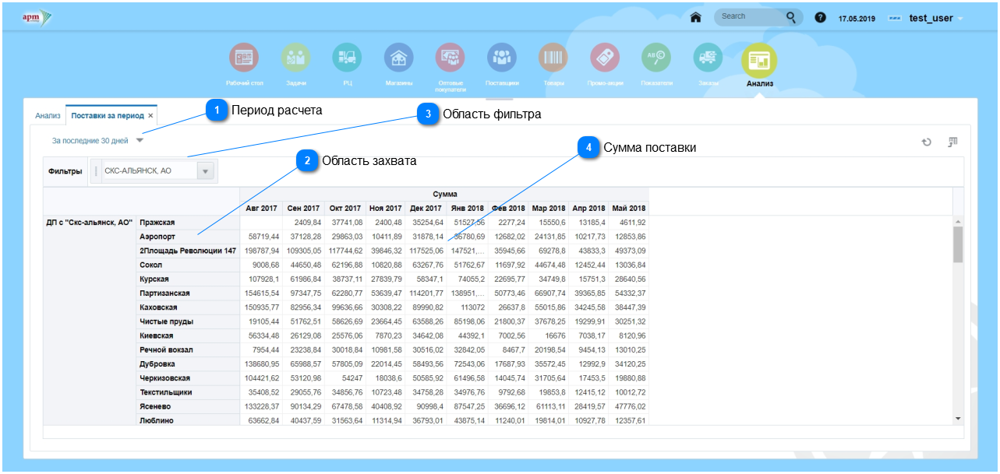 арт
Search
?
17.05.2019
test_user
Рабочий стол
Задачи
РЦ
Магазины
Оптовые
покупатели
Поставщики
Товары
Промо-акции
АВ
Показатели
Заказы
Анализ
Анализ
Поставки за период ×
1 Период расчета
3 Область фильтра
За последние 30 дней
2 Область захвата
4 Сумма поставки
Фильтры
СКС-АЛЬЯНСК, АО
Сумма
Авг 2017 Сен 2017 Окт 2017 Ноя 2017 Дек 2017 Янв 2018 Фев 2018 Мар 2018 Апр 2018 Май 2018
ДП с "Скс-альянск, АО" Пражская 2409,84 37741,08 2400,48 35254,64 51527,56 2277,24 15550,6 13185,4 4611,92
Аэропорт 58719,44 37128,28 29863,03 10411,89 31878,14 36780,69 12682,02 24131,85 10217,73 12853,86
2Площадь Революции 147 198787,94 109305,05 117744,62 39846,32 117525,06 147521,... 35945,66 69278,8 43833,3 49373,09
Сокол 9008,68 44650,48 62196,88 10820,88 63267,76 51762,67 11697,92 44674,48 12452,44 13036,84
Курская 107928,1 61986,84 38737,11 27839,79 58347,1 74055,2 22695,77 34749,8 15751,3 28640,56
Партизанская 154615,54 97347,75 62280,77 53639,47 114201,77 138951,... 50773,46 66907,74 39365,85 54332,37
Каховская 150935,77 82956,34 99636,66 30308,22 89990,82 113072 26637,8 55015,86 34245,58 38447,39
Чистые пруды 19105,44 51762,51 58626,69 23664,45 63588,26 85198,06 21800,37 37678,25 19299,91 30251,32
Киевская 56334,48 26129,08 25576,06 7870,23 34642,08 44392,1 7002,56 16676 7038,17 8120,96
Речной вокзал 7954,44 23238,84 30018,84 10981,58 30516,02 32842,05 8467,7 20198,54 9454,13 13010,25
Дубровка 138680,95 65988,57 57805,09 22014,45 58493,56 72543,06 17687,93 35572,45 12992,9 34120,25
Черкизовская 104421,62 53120,98 54247 18038,6 50585,92 61496,58 14045,74 31705,64 17453,5 19880,88
Текстильщики 35408,52 29055,76 34856,76 10723,48 34758,28 34976,76 9792,68 19853,8 12415,12 10012,72
Ясенево 133228,37 90134,29 67478,58 40408,92 90998,4 87547,25 36696,12 61113,11 28419,57 47776,02
Люблино 63662,84 40437,59 31563,64 11314,94 36793,01 43875,14 11240,01 19814,01 10927,78 12357,61